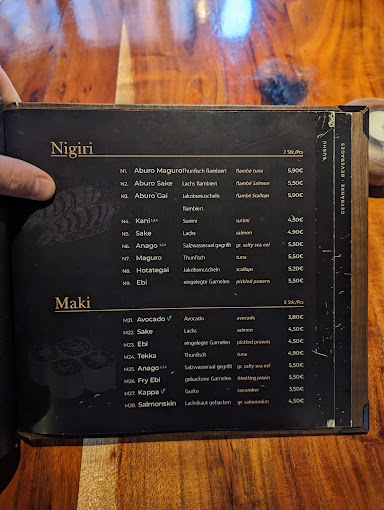 Nigiri 2 Stk./Pcs
N1. Aburo Maguro Thunfisch flambiert flambé tuna 5,90€
N2. Aburo Sake Lachs flambiert flambé Salmon 5,50€
N3. Aburo Gai Jakobsmuscheln flambé Scallops 5,90€
flambiert
N4. Kani Surimi surimi 4,30€
N5. Sake Lachs salmon 4,90€
N6. Anago Salzwasseraal gegrillt gr. salty sea eel 5,50€
N7. Maguro Thunfisch tuna 5,50€
N8. Hotategai Jakobsmuscheln scallops 5,20€
N9. Ebi eingelegte Garnelen pickled prawns 5,50€
Maki 8 Stk./Pcs
M21. Avocado Avocado avocado 3,80€
M22. Sake Lachs salmon 4,50€
M23. Ebi eingelegte Garnelen pickled prawns 4,50€
M24. Tekka Thunfisch tuna 4,90€
M25. Anago Salzwasseraal gegrillt gr. salty sea eel 5,50€
M26. Fry Ebi gebackene Garnelen prawn 5,50€
M27. Kappa Gurke cucumber 3,50€
M28. Salmonskin Lachshaut gebacken gr. salmonskin 4,50€
SUSHI
GETRÄNKE · BEVERAGES